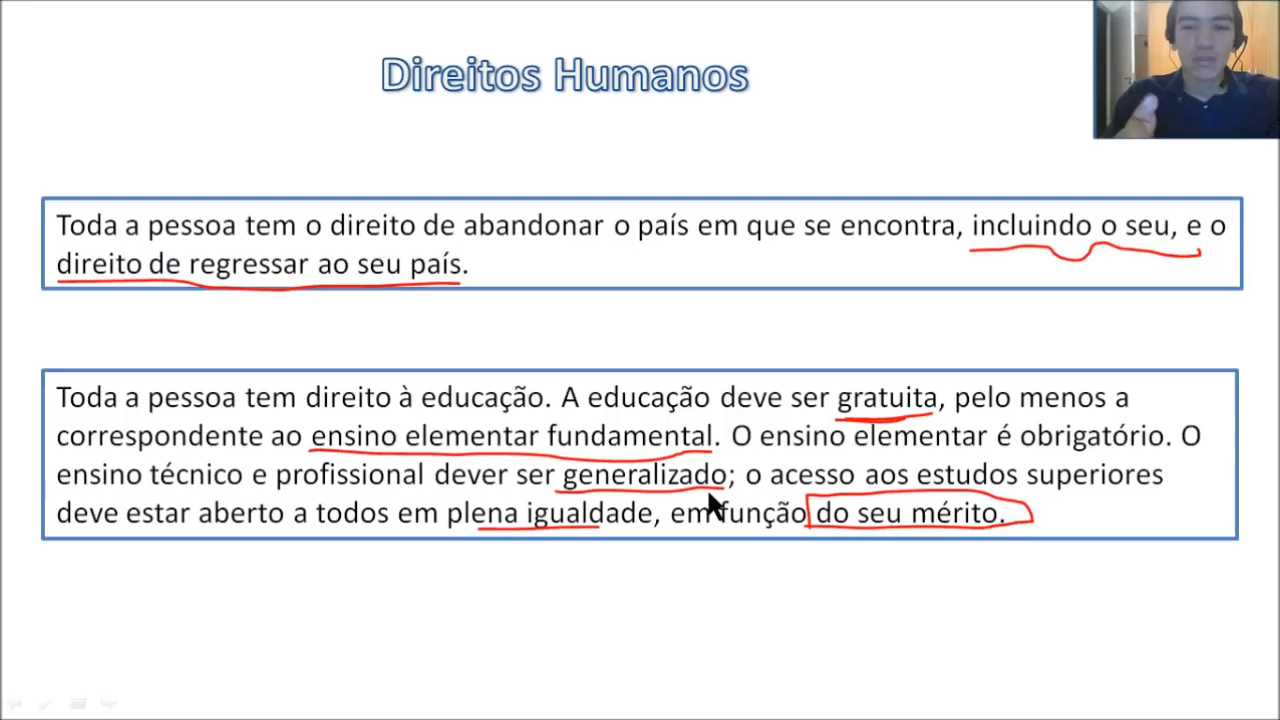 Direitos Humanos
Toda a pessoa tem o direito de abandonar o país em que se encontra, incluindo o seu, e o
direito de regressar ao seu país.
Toda a pessoa tem direito à educação. A educação deve ser gratuita, pelo menos a
correspondente ao ensino elementar fundamental. O ensino elementar é obrigatório. O
ensino técnico e profissional dever ser generalizado; o acesso aos estudos superiores
deve estar aberto a todos em plena igualdade, em função do seu mérito.